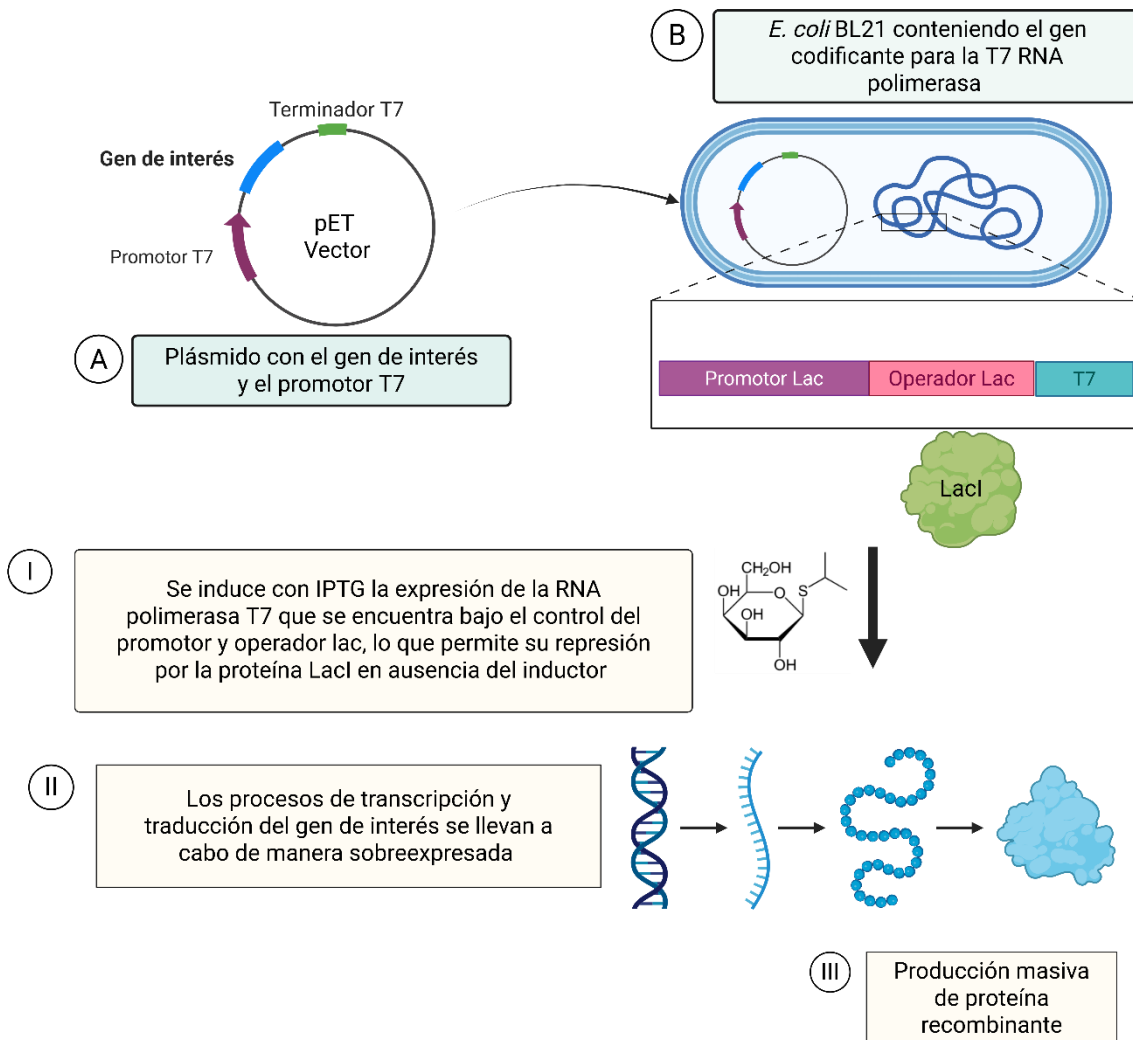 B
E. coli BL21 conteniendo el gen
codificante para la T7 RNA
polimerasa
Terminador T7
Gen de interés
pET
Vector
Promotor T7
A
Plásmido con el gen de interés
y el promotor T7
Promotor Lac
Operador Lac
T7
LacI
I
Se induce con IPTG la expresión de la RNA
polimerasa T7 que se encuentra bajo el control del
promotor y operador lac, lo que permite su represión
por la proteína LacI en ausencia del inductor
CH₂OH
OH
O
S
OH
OH
II
Los procesos de transcripción y
traducción del gen de interés se llevan a
cabo de manera sobreexpresada
III
Producción masiva
de proteína
recombinante